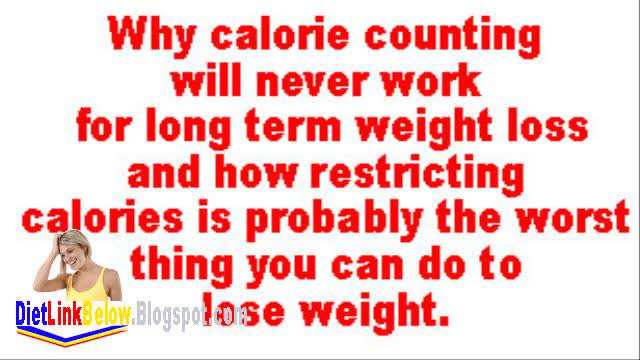 Why calorie counting
will never work
for long term weight loss
and how restricting
calories is probably the worst
thing you can do to
lose weight.
DietLinkBelow.Blogspot.com